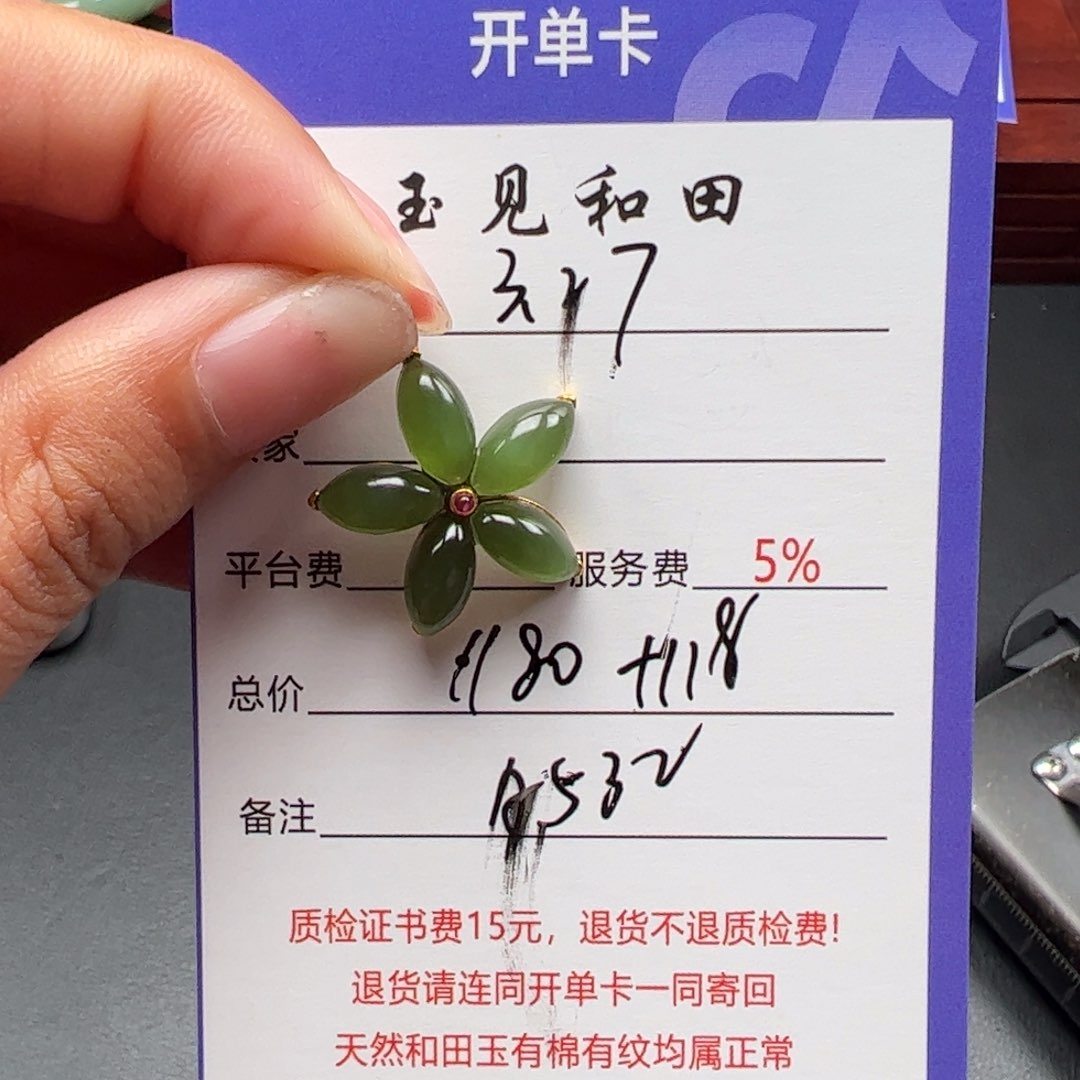 开单卡
玉见和田
家
平台费 服务费 5%
总价 1180 +118
备注 A532
质检证书费15元，退货不退质检费!
退货请连同开单卡一同寄回
天然和田玉有棉有纹均属正常